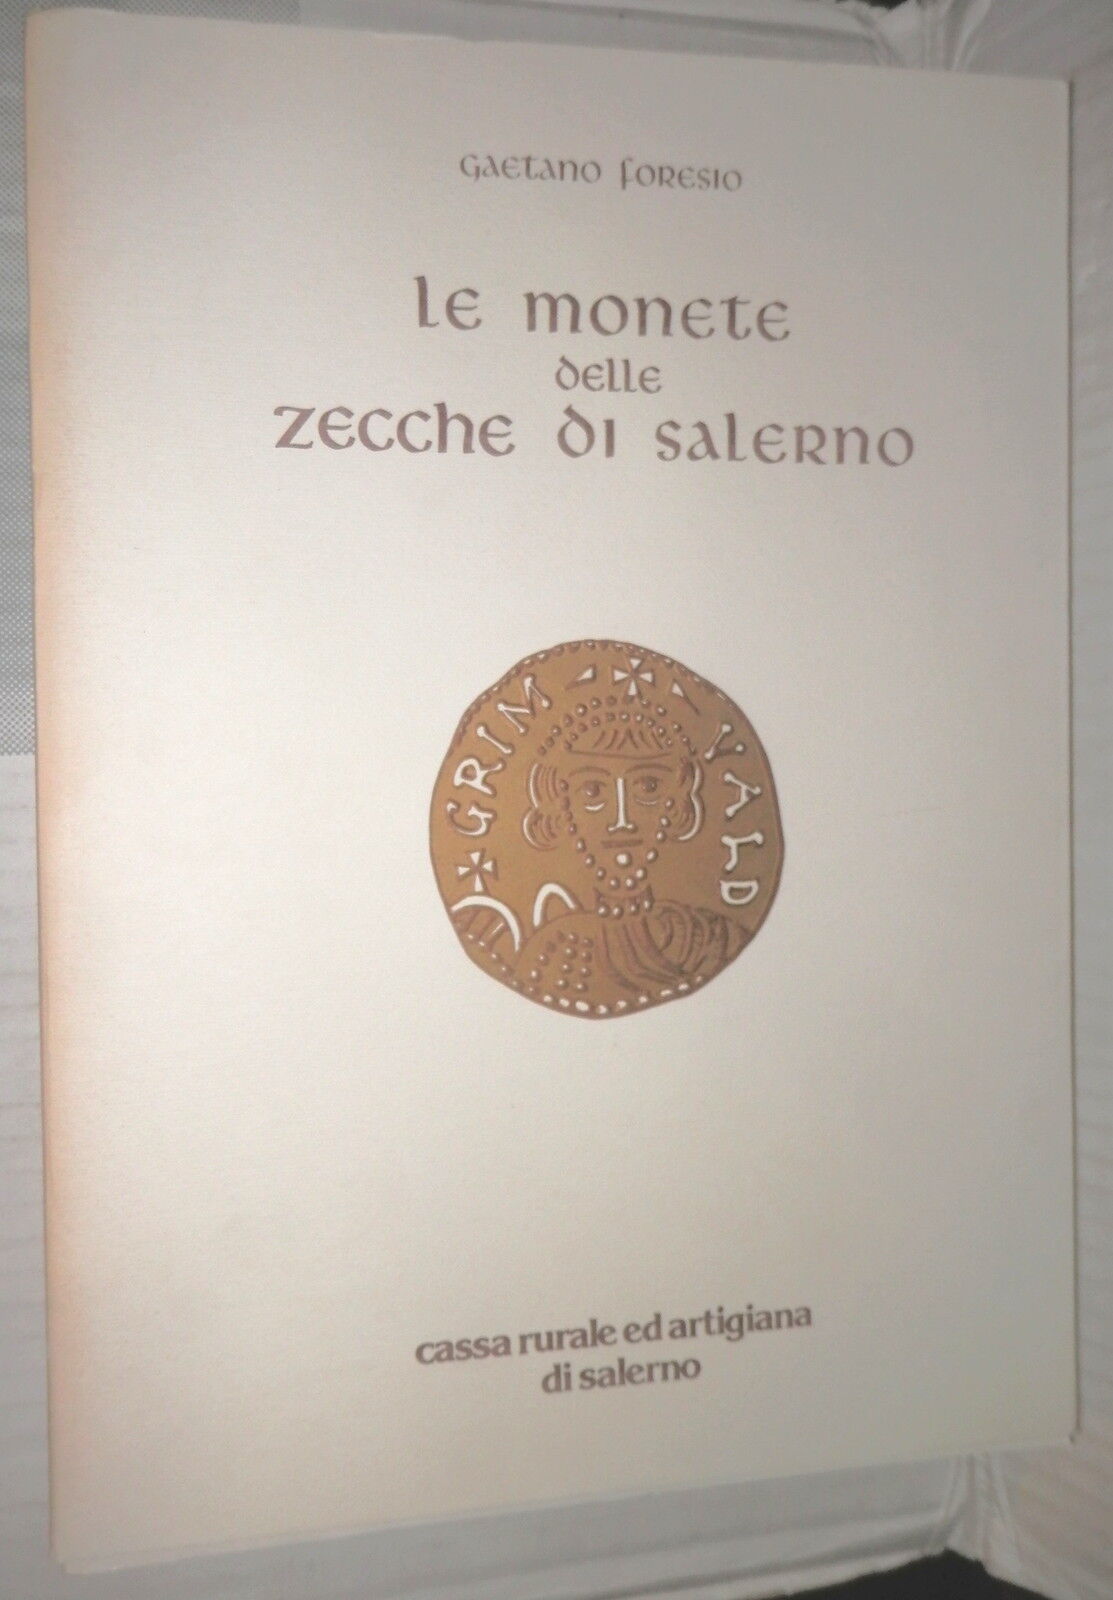 Gaetano Foresio
le monete
delle
zecche di salerno
✠GRIM ✠ VALD
cassa rurale ed artigiana
di salerno